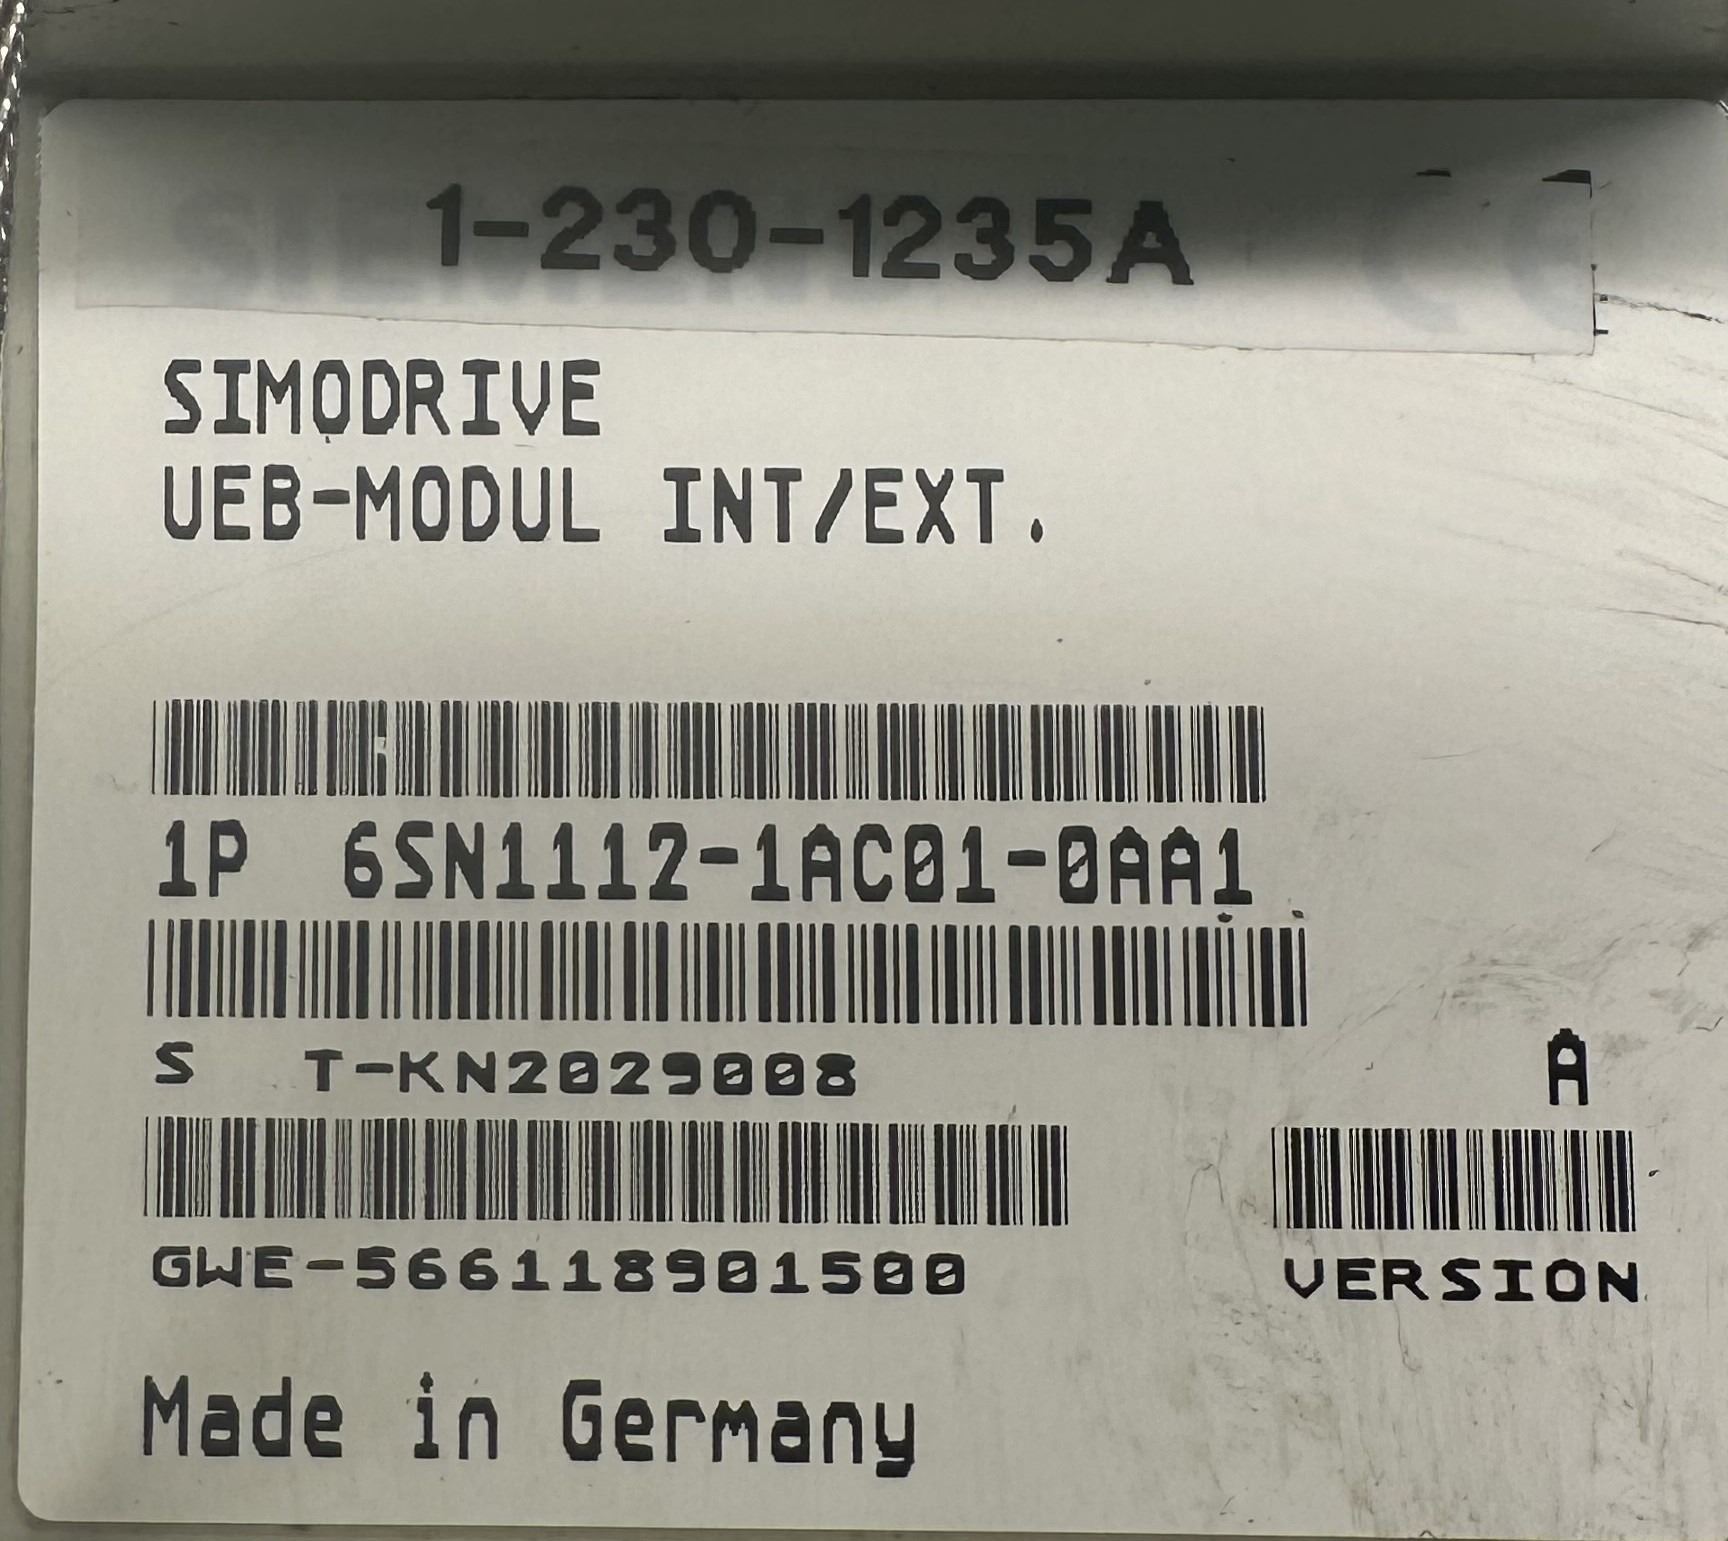 1-230-1235A
SIMODRIVE
UEB-MODUL INT/EXT.
1P 6SN1112-1AC01-0AA1
S T-KN2029008
A
GWE-566118901500
VERSION
Made in Germany